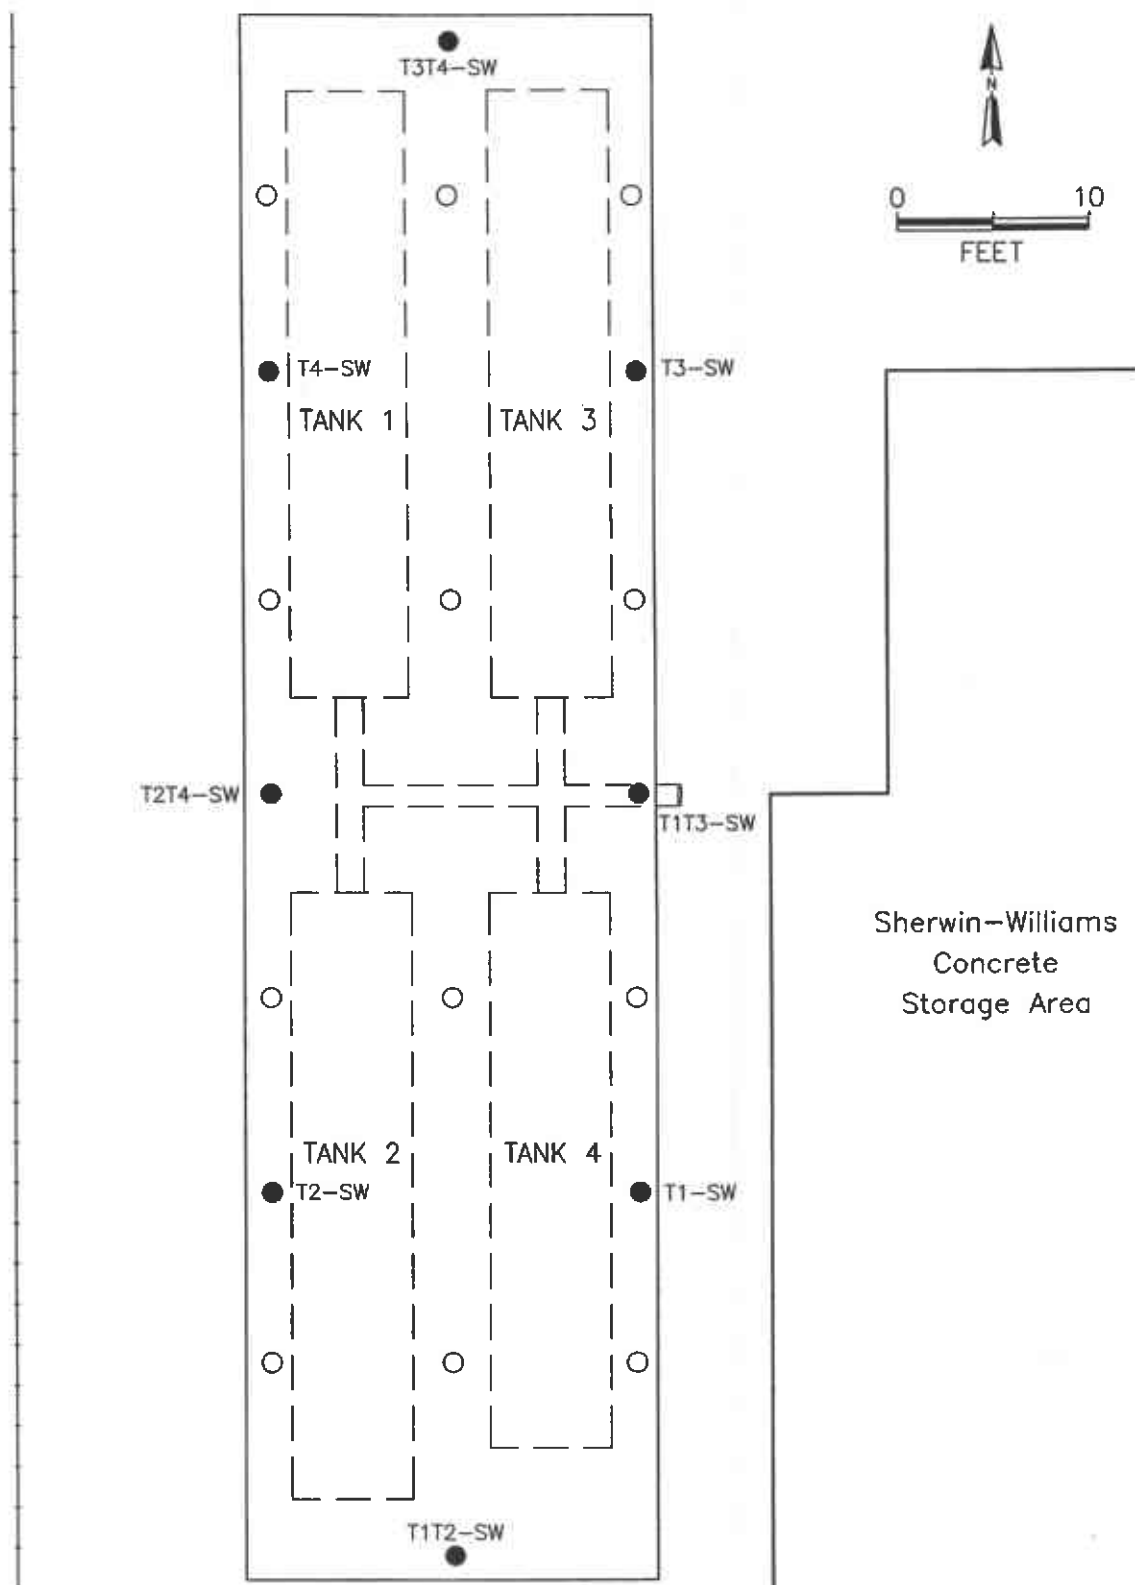 T3T4-SW
N
0 10
FEET
T4-SW
T3-SW
TANK 1
TANK 3
T2T4-SW
T1T3-SW
Sherwin-Williams
Concrete
Storage Area
TANK 2
TANK 4
T2-SW
T1-SW
T1T2-SW